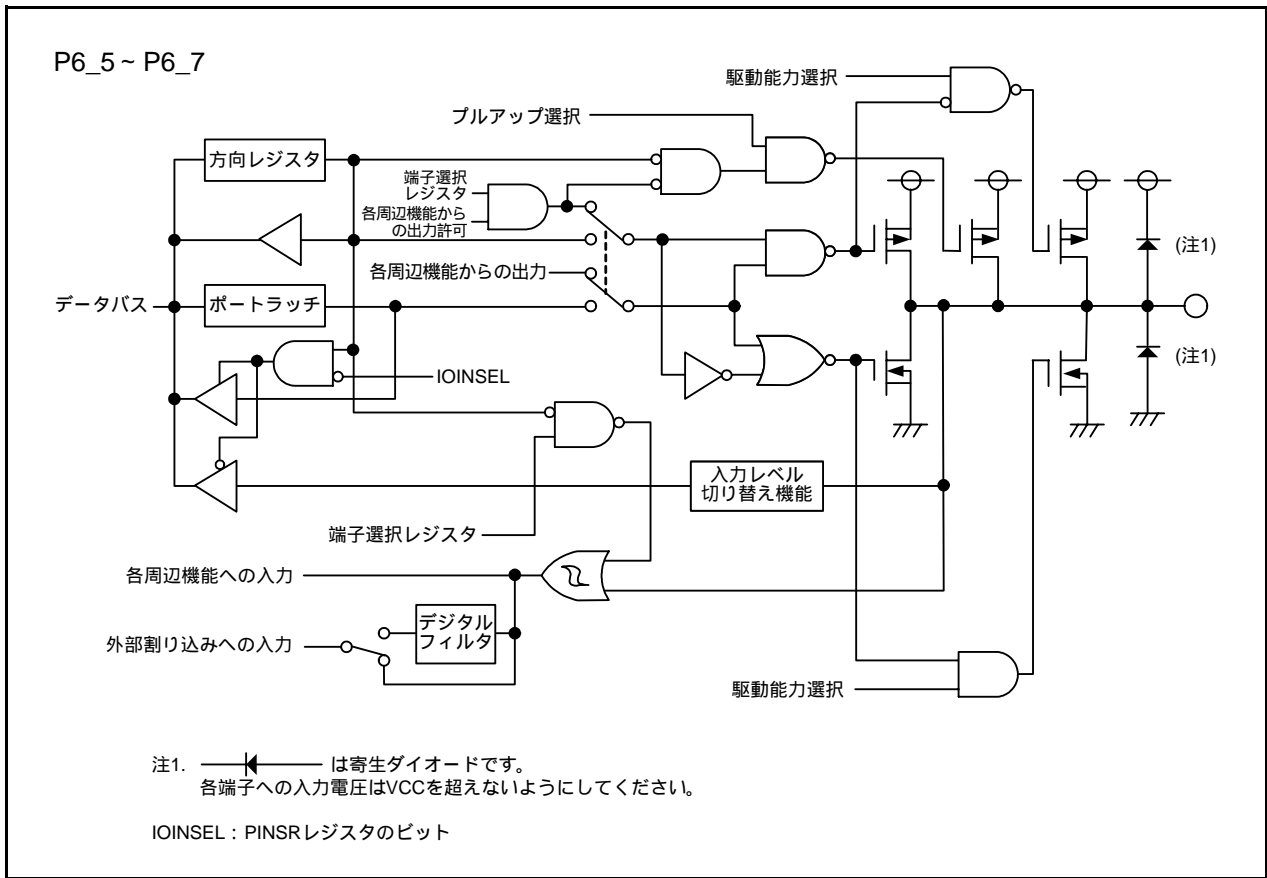 P6_5 ~ P6_7
駆動能力選択
プルアップ選択
方向レジスタ
端子選択
レジスタ
各周辺機能から
の出力許可
各周辺機能からの出力
データバス
ポートラッチ
IOINSEL
(注1)
(注1)
入力レベル
切り替え機能
端子選択レジスタ
各周辺機能への入力
デジタル
フィルタ
外部割り込みへの入力
駆動能力選択
注1. は寄生ダイオードです。
各端子への入力電圧はVCCを超えないようにしてください。
IOINSEL：PINSRレジスタのビット